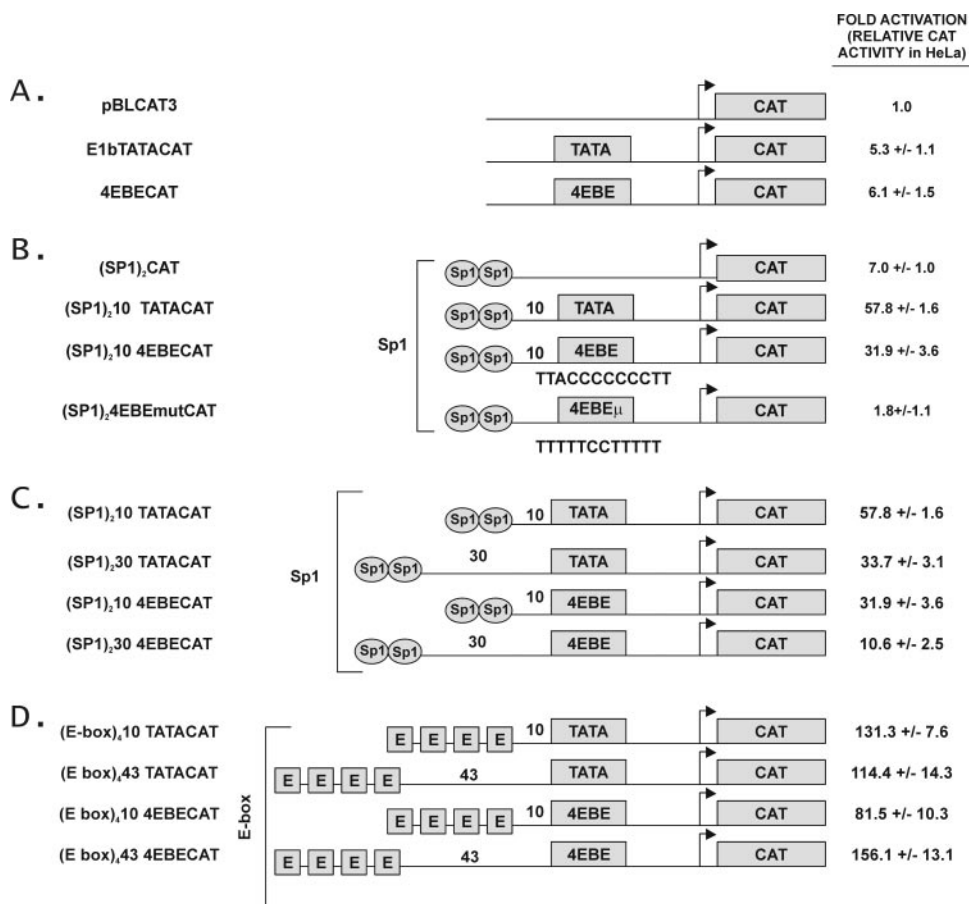 FOLD ACTIVATION
(RELATIVE CAT
ACTIVITY in HeLa)
A.
pBLCAT3 CAT 1.0
E1bTATACAT TATA CAT 5.3 +/- 1.1
4EBECAT 4EBE CAT 6.1 +/- 1.5
B.
(SP1)₂CAT Sp1 Sp1 CAT 7.0 +/- 1.0
(SP1)₂10 TATACAT Sp1 Sp1 10 TATA CAT 57.8 +/- 1.6
Sp1
(SP1)₂10 4EBECAT Sp1 Sp1 10 4EBE CAT 31.9 +/- 3.6
TTACCCCCCCTT
(SP1)₂4EBEmutCAT Sp1 Sp1 4EBEμ CAT 1.8+/-1.1
TTTTTCCTTTTT
C.
(SP1)₂10 TATACAT Sp1 Sp1 10 TATA CAT 57.8 +/- 1.6
(SP1)₂30 TATACAT Sp1 Sp1 30 TATA CAT 33.7 +/- 3.1
Sp1
(SP1)₂10 4EBECAT Sp1 Sp1 10 4EBE CAT 31.9 +/- 3.6
(SP1)₂30 4EBECAT Sp1 Sp1 30 4EBE CAT 10.6 +/- 2.5
D.
(E-box)₄10 TATACAT E E E E 10 TATA CAT 131.3 +/- 7.6
(E box)₄43 TATACAT E E E E 43 TATA CAT 114.4 +/- 14.3
E-box
(E box)₄10 4EBECAT E E E E 10 4EBE CAT 81.5 +/- 10.3
(E box)₄43 4EBECAT E E E E 43 4EBE CAT 156.1 +/- 13.1